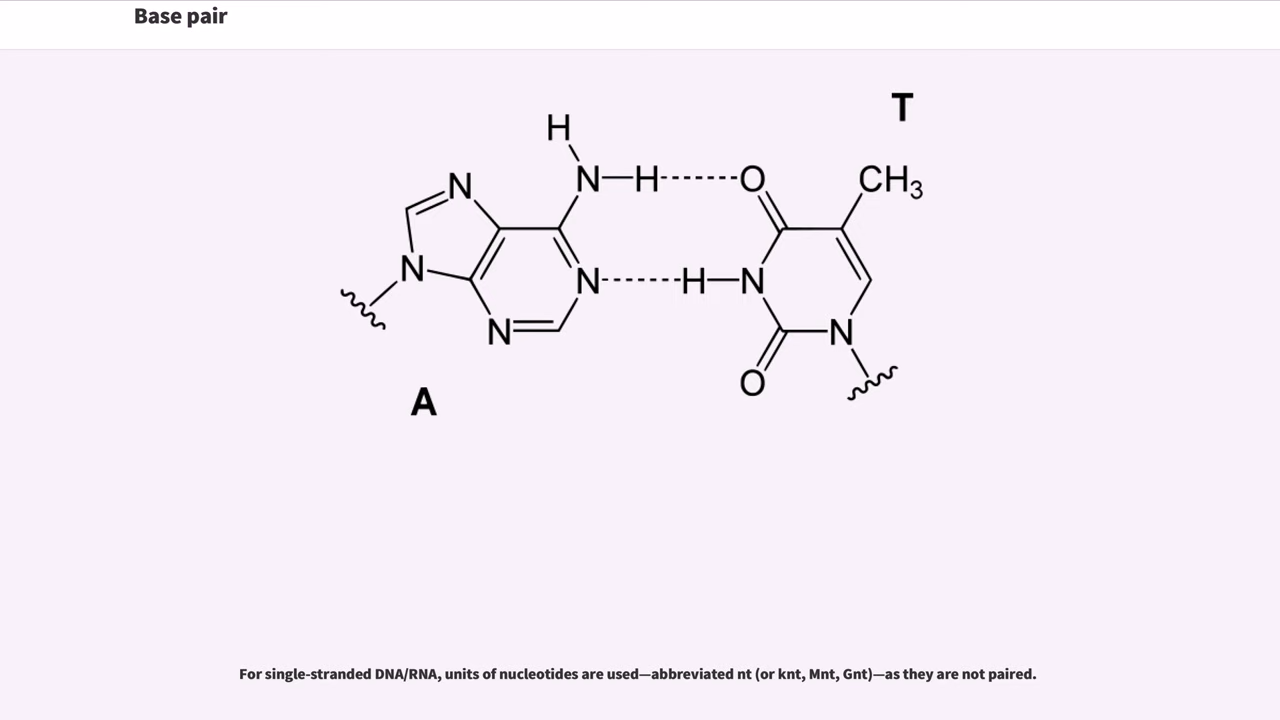 Base pair
T
H
N
N
H
O
CH3
N
N
H
N
N
N
O
A
For single-stranded DNA/RNA, units of nucleotides are used—abbreviated nt (or knt, Mnt, Gnt)—as they are not paired.